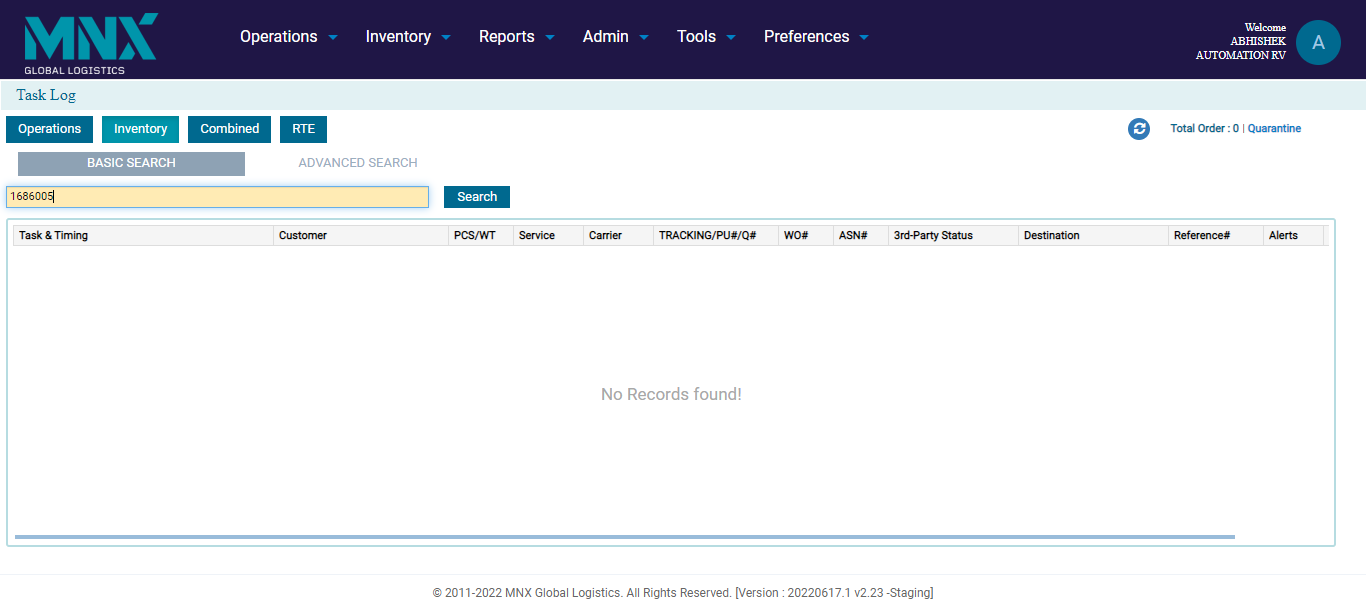 MNX
GLOBAL LOGISTICS
Operations Inventory Reports Admin Tools Preferences
Welcome
ABHISHEK
AUTOMATION RV
A
Task Log
Operations Inventory Combined RTE
Total Order : 0 | Quarantine
BASIC SEARCH ADVANCED SEARCH
1686005
Search
Task & Timing Customer PCS/WT Service Carrier TRACKING/PU#/Q# WO# ASN# 3rd-Party Status Destination Reference# Alerts
No Records found!
© 2011-2022 MNX Global Logistics. All Rights Reserved. [Version : 20220617.1 v2.23 -Staging]